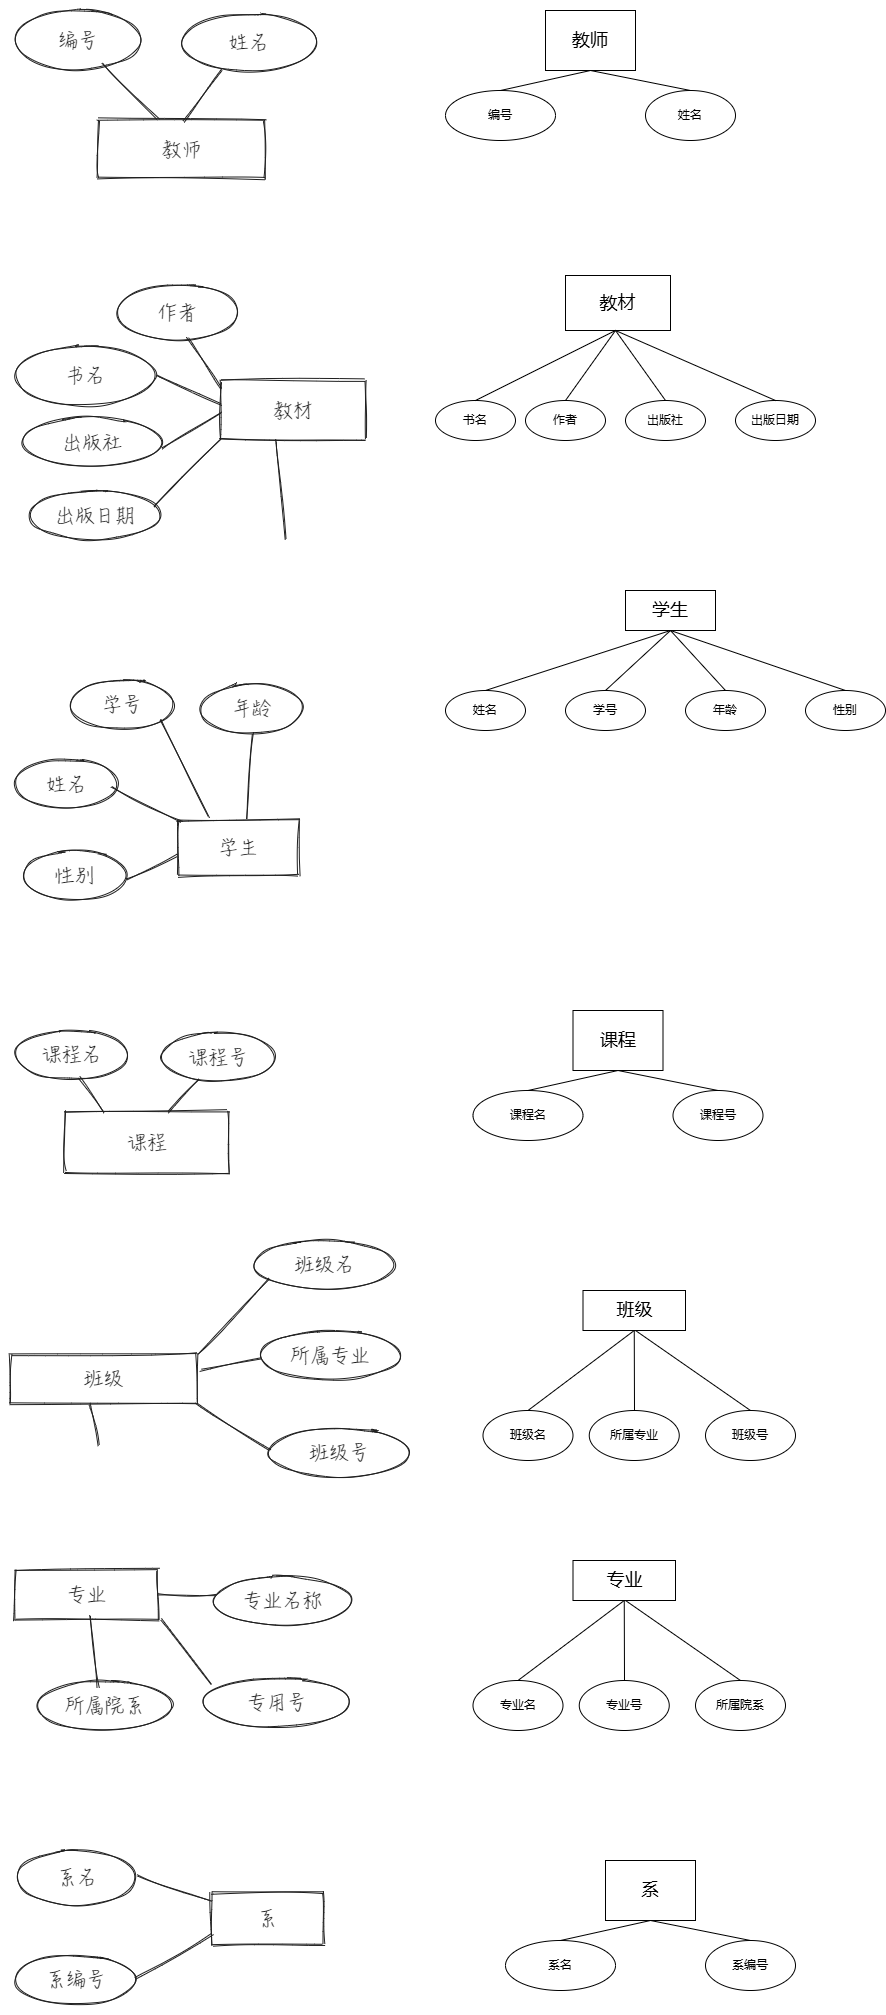 编号
姓名
教师
教师
编号
姓名
作者
书名
出版社
出版日期
教材
教材
书名
作者
出版社
出版日期
学号
年龄
姓名
性别
学生
学生
姓名
学号
年龄
性别
课程名
课程号
课程
课程
课程名
课程号
班级名
所属专业
班级
班级号
班级
班级名
所属专业
班级号
专业
专业名称
所属院系
专用号
专业
专业名
专业号
所属院系
系名
系
系编号
系
系名
系编号